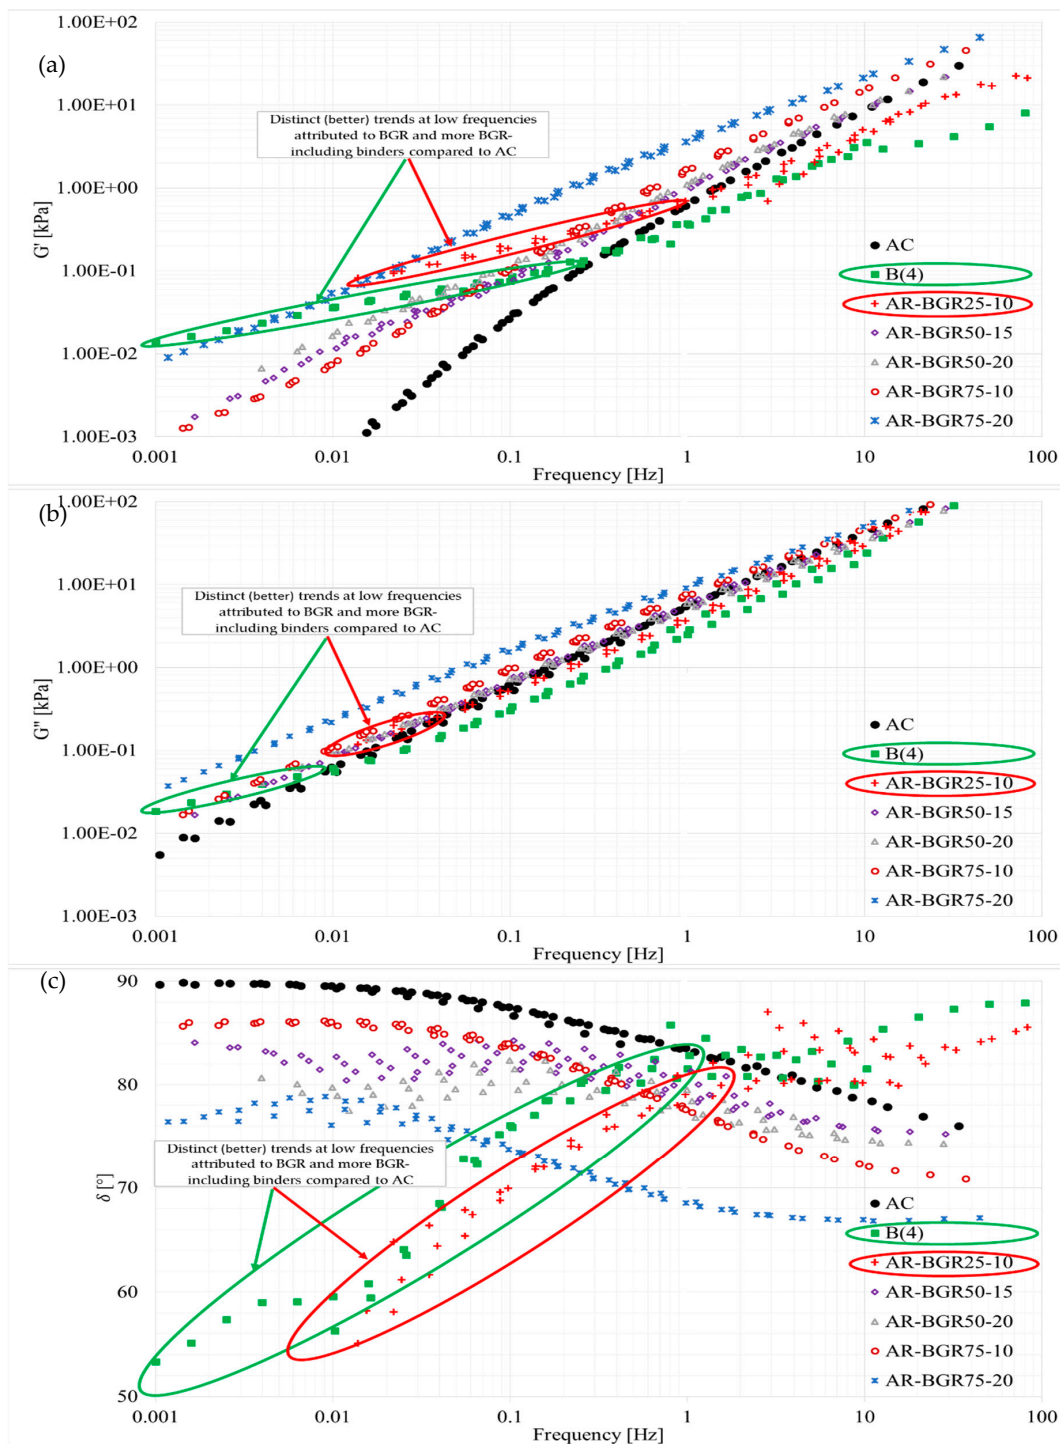 (a)
1.00E+02
1.00E+01
1.00E+00
1.00E-01
1.00E-02
1.00E-03
G' [kPa]
Distinct (better) trends at low frequencies
attributed to BGR and more BGR-
including binders compared to AC
AC
B(4)
AR-BGR25-10
AR-BGR50-15
AR-BGR50-20
AR-BGR75-10
AR-BGR75-20
0.001
0.01
0.1
1
10
100
Frequency [Hz]
(b)
1.00E+02
1.00E+01
1.00E+00
1.00E-01
1.00E-02
1.00E-03
G" [kPa]
Distinct (better) trends at low frequencies
attributed to BGR and more BGR-
including binders compared to AC
AC
B(4)
AR-BGR25-10
AR-BGR50-15
AR-BGR50-20
AR-BGR75-10
AR-BGR75-20
0.001
0.01
0.1
1
10
100
Frequency [Hz]
(c)
90
80
70
60
50
δ [°]
Distinct (better) trends at low frequencies
attributed to BGR and more BGR-
including binders compared to AC
AC
B(4)
AR-BGR25-10
AR-BGR50-15
AR-BGR50-20
AR-BGR75-10
AR-BGR75-20
0.001
0.01
0.1
1
10
100
Frequency [Hz]